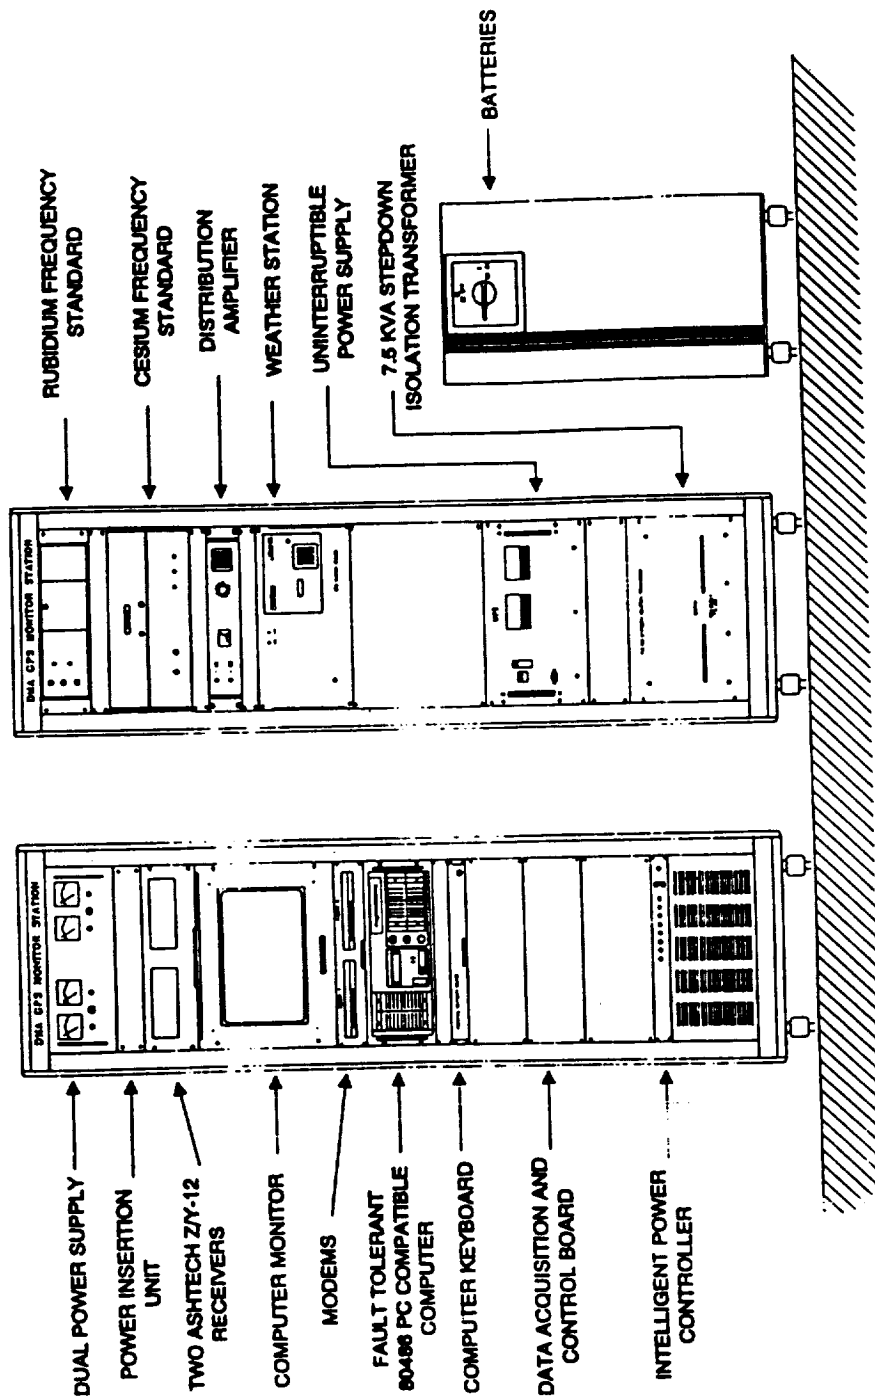 DUAL POWER SUPPLY
POWER INSERTION
UNIT
TWO ASHTECH Z/Y-12
RECEIVERS
COMPUTER MONITOR
MODEMS
FAULT TOLERANT
80486 PC COMPATIBLE
COMPUTER
COMPUTER KEYBOARD
DATA ACQUISITION AND
CONTROL BOARD
INTELLIGENT POWER
CONTROLLER
DMA GPS MONITOR STATION
DMA GPS MONITOR STATION
RUBIDIUM FREQUENCY
STANDARD
CESIUM FREQUENCY
STANDARD
DISTRIBUTION
AMPLIFIER
WEATHER STATION
UNINTERRUPTIBLE
POWER SUPPLY
7.5 KVA STEPDOWN
ISOLATION TRANSFORMER
BATTERIES